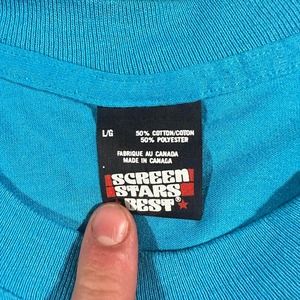 L/G
50% COTTON/COTON
50% POLYESTER
FABRIQUE AU CANADA
MADE IN CANADA
SCREEN
STARS
BEST®